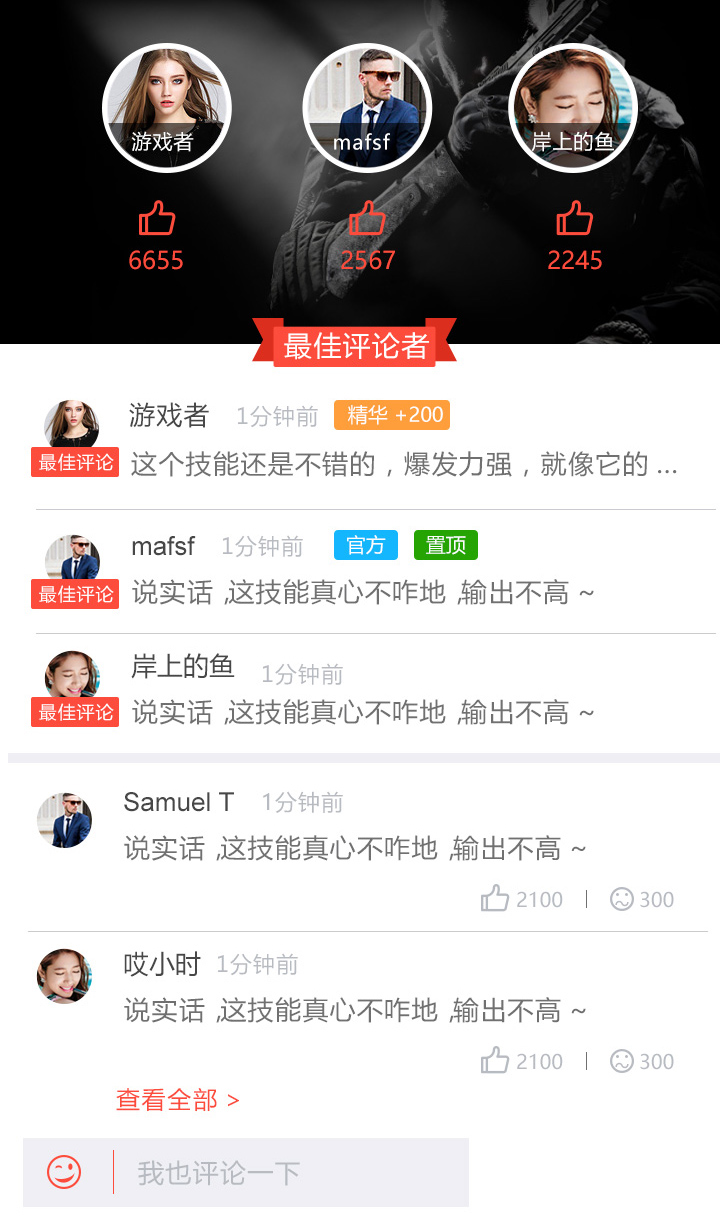 游戏者 mafsf 岸上的鱼
6655 2567 2245
最佳评论者
游戏者 1分钟前 精华 +200
最佳评论 这个技能还是不错的，爆发力强，就像它的 ...
mafsf 1分钟前 官方 置顶
最佳评论 说实话 ,这技能真心不咋地 ,输出不高 ~
岸上的鱼 1分钟前
最佳评论 说实话 ,这技能真心不咋地 ,输出不高 ~
Samuel T 1分钟前
说实话 ,这技能真心不咋地 ,输出不高 ~
2100 | 300
哎小时 1分钟前
说实话 ,这技能真心不咋地 ,输出不高 ~
2100 | 300
查看全部 >
我也评论一下